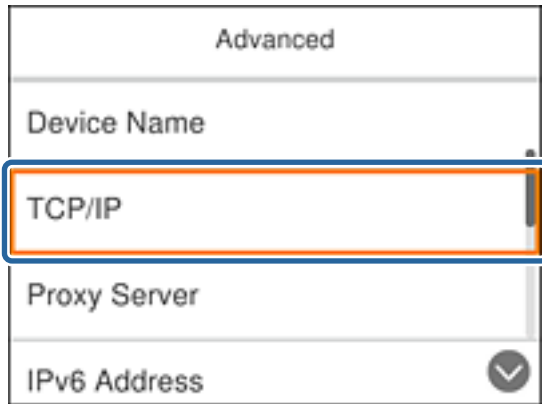 Advanced
Device Name
TCP/IP
Proxy Server
IPv6 Address